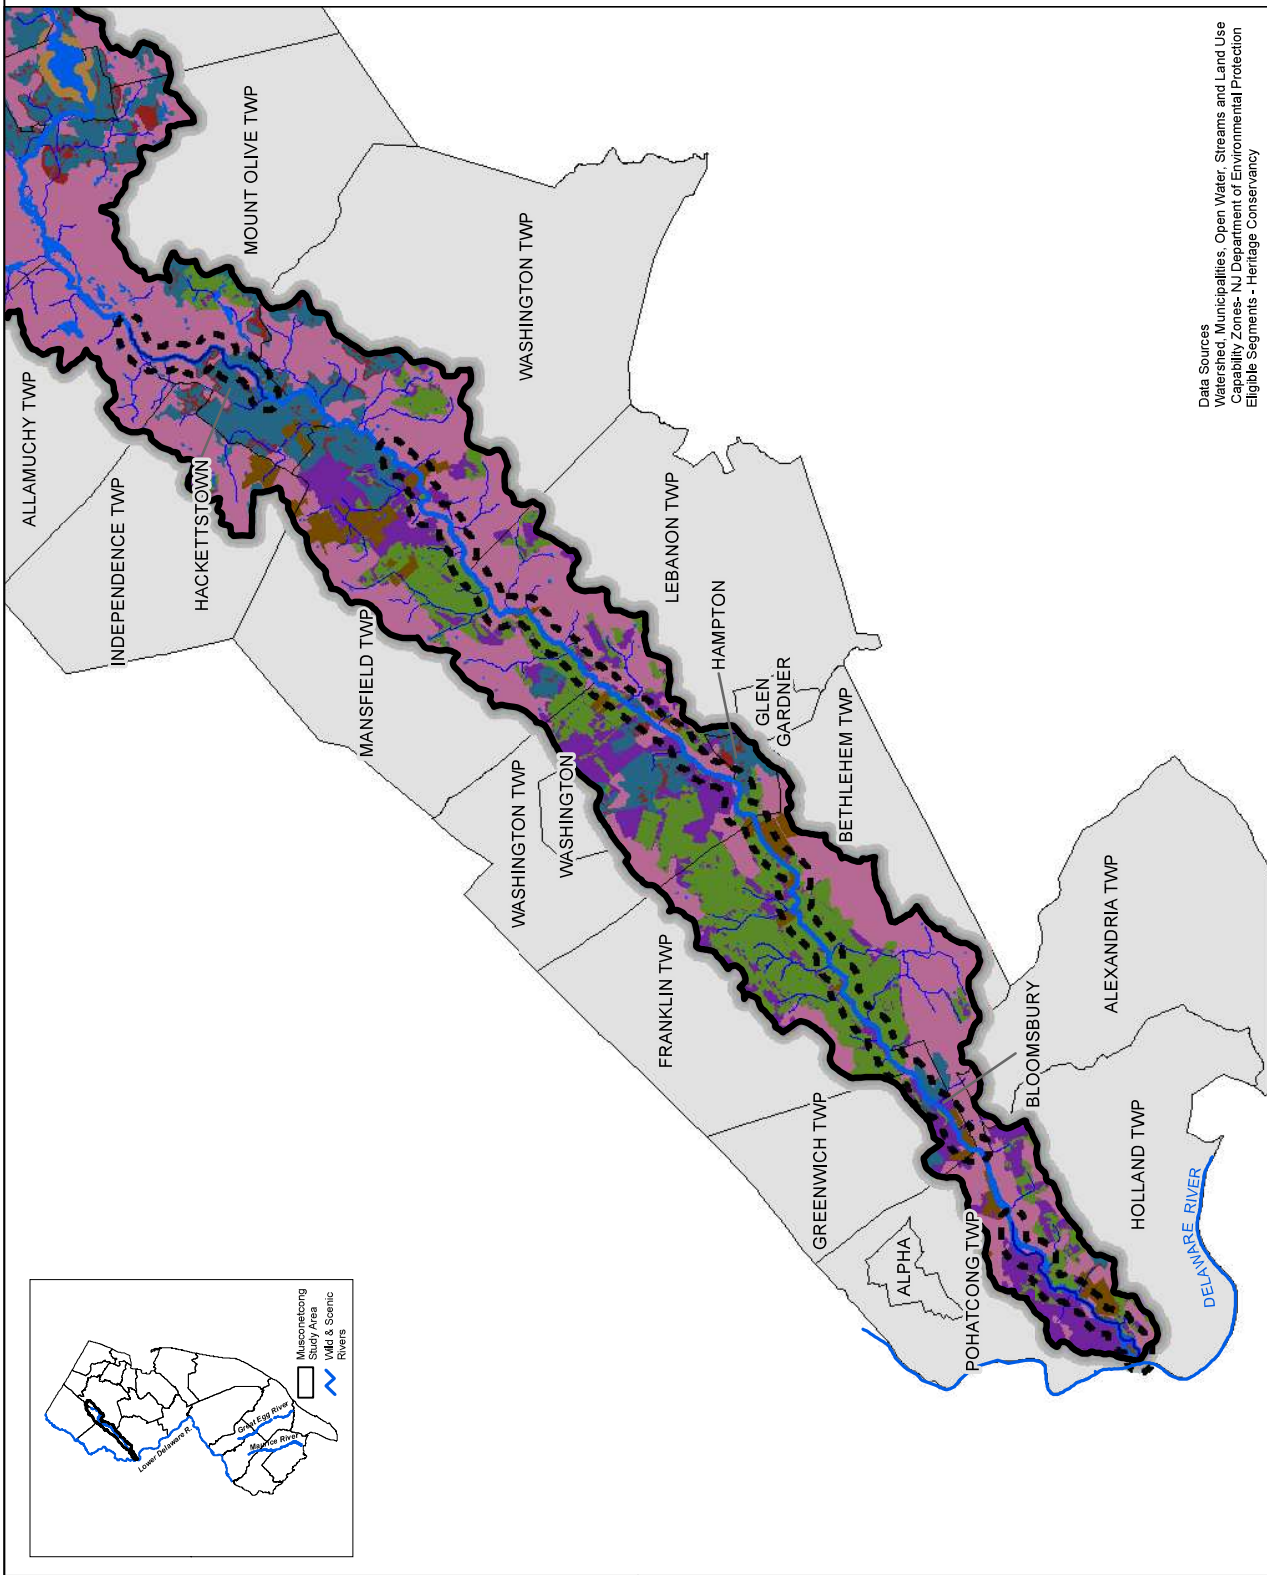 ALLAMUCHY TWP
INDEPENDENCE TWP
HACKETTSTOWN
MOUNT OLIVE TWP
WASHINGTON TWP
MANSFIELD TWP
LEBANON TWP
HAMPTON
GLEN
GARDNER
BETHLEHEM TWP
WASHINGTON TWP
WASHINGTON
FRANKLIN TWP
GREENWICH TWP
BLOOMSBURY
ALEXANDRIA TWP
HOLLAND TWP
POHATCONG TWP
ALPHA
DELAWARE RIVER
Data Sources
Watershed, Municipalities, Open Water, Streams and Land Use
Capability Zones- NJ Department of Environmental Protection
Eligible Segments - Heritage Conservancy
Musconetcong
Study Area
Wild & Scenic
Rivers
Lower Delaware R.
Great Egg River
Maurice River